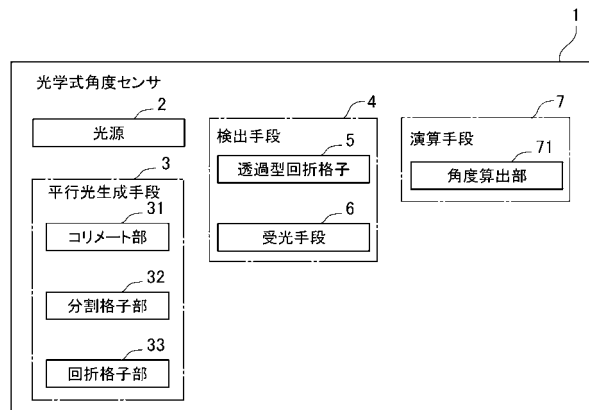 1
光学式角度センサ
2
光源
3
平行光生成手段
31
コリメート部
32
分割格子部
33
回折格子部
4
検出手段
5
透過型回折格子
6
受光手段
7
演算手段
71
角度算出部